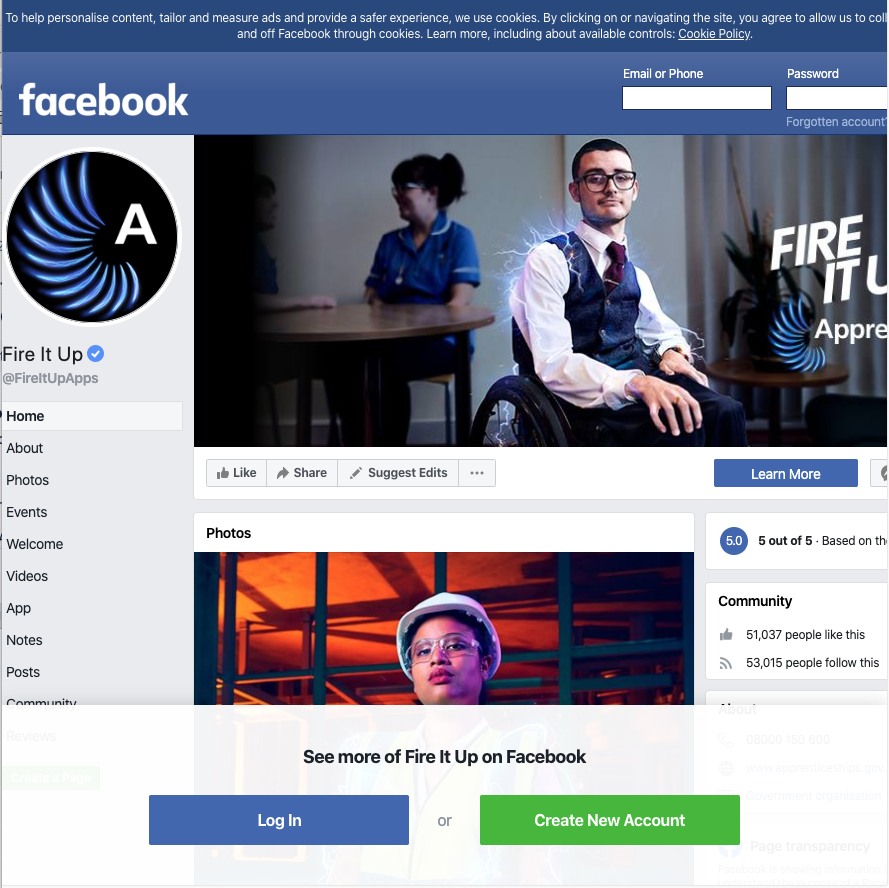 To help personalise content, tailor and measure ads and provide a safer experience, we use cookies. By clicking on or navigating the site, you agree to allow us to
and off Facebook through cookies. Learn more, including about available controls: Cookie Policy.
Email or Phone
Password
facebook
Forgotten account?
A
FIRE
IT
Fire It Up
@FireItUpApps
Home
About
Photos
Events
Welcome
Videos
App
Notes
Posts
Community
Reviews
Create a Page
Like
Share
Suggest Edits
Learn More
Photos
5.0
5 out of 5 · Based on
Community
51,037 people like this
53,015 people follow this
About
08000 150 600
www.apprenticeships.gov
Government organisation
Page transparency
Facebook is showing information
See more of Fire It Up on Facebook
Log In
or
Create New Account